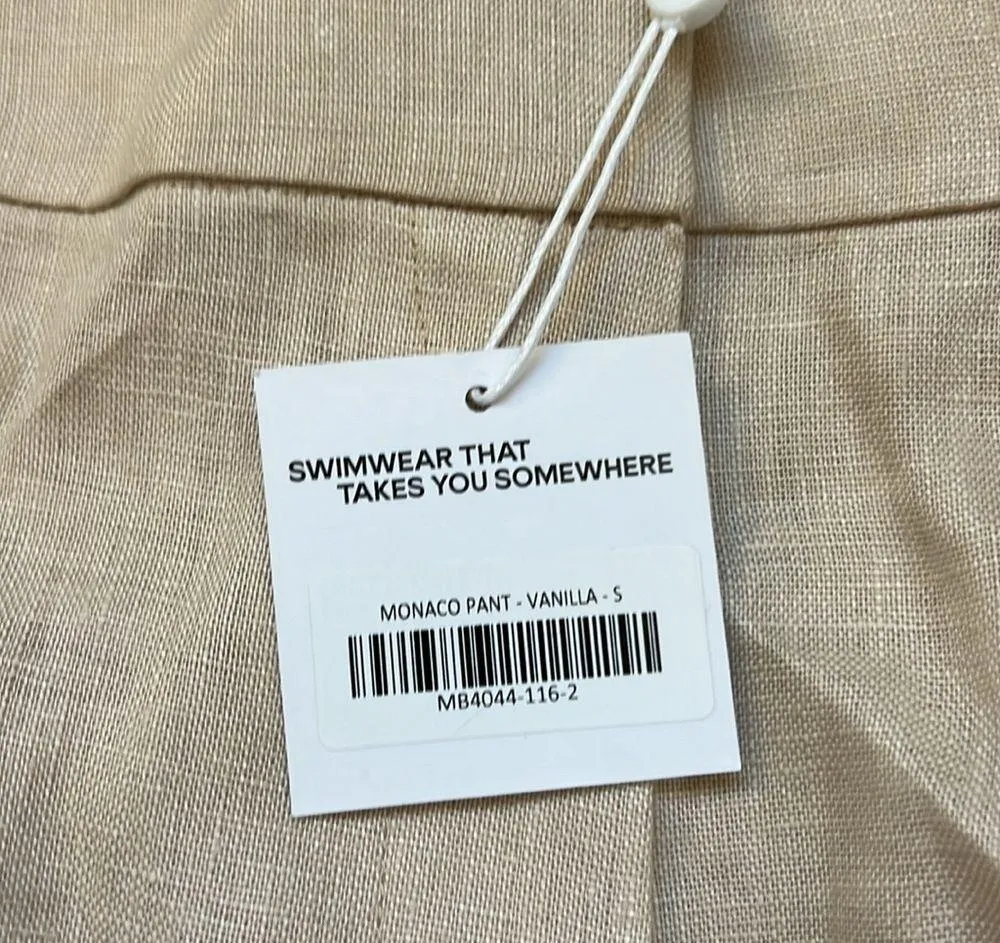 SWIMWEAR THAT
TAKES YOU SOMEWHERE
MONACO PANT - VANILLA - S
MB4044-116-2